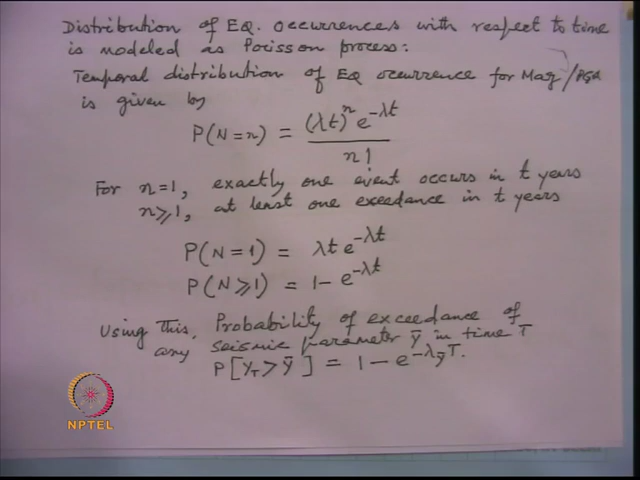 Distribution of EQ. occurrences with respect to time
is modeled as Poisson process:
Temporal distribution of EQ ocurrence for Mag/PGA
is given by
P(N=n) = (λt)^n e^{-λt} / n!
For n=1, exactly one event occurs in t years
n≥1, at least one exceedance in t years
P(N=1) = λt e^{-λt}
P(N≥1) = 1 - e^{-λt}
Using this, Probability of exceedance of
any seismic parameter ȳ in time T
P[Y_T > ȳ] = 1 - e^{-λ_ȳ T}.
NPTEL